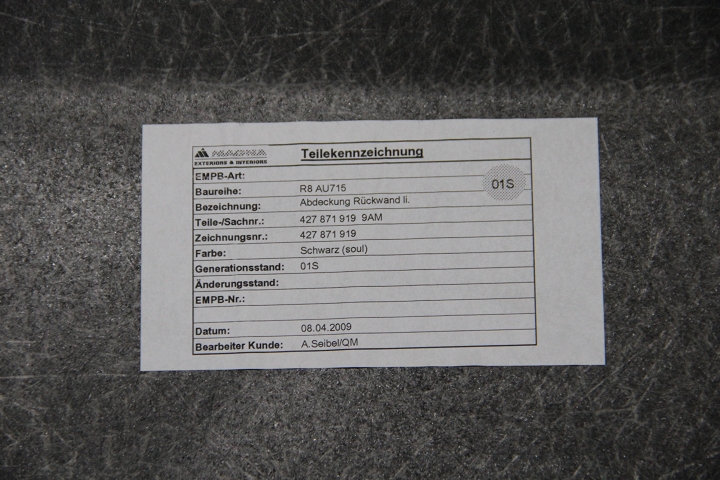 MAGNA
EXTERIORS & INTERIORS
Teilekennzeichnung
EMPB-Art:
01S
Baureihe: R8 AU715
Bezeichnung: Abdeckung Rückwand li.
Teile-/Sachnr.: 427 871 919 9AM
Zeichnungsnr.: 427 871 919
Farbe: Schwarz (soul)
Generationsstand: 01S
Änderungsstand:
EMPB-Nr.:
Datum: 08.04.2009
Bearbeiter Kunde: A.Seibel/QM